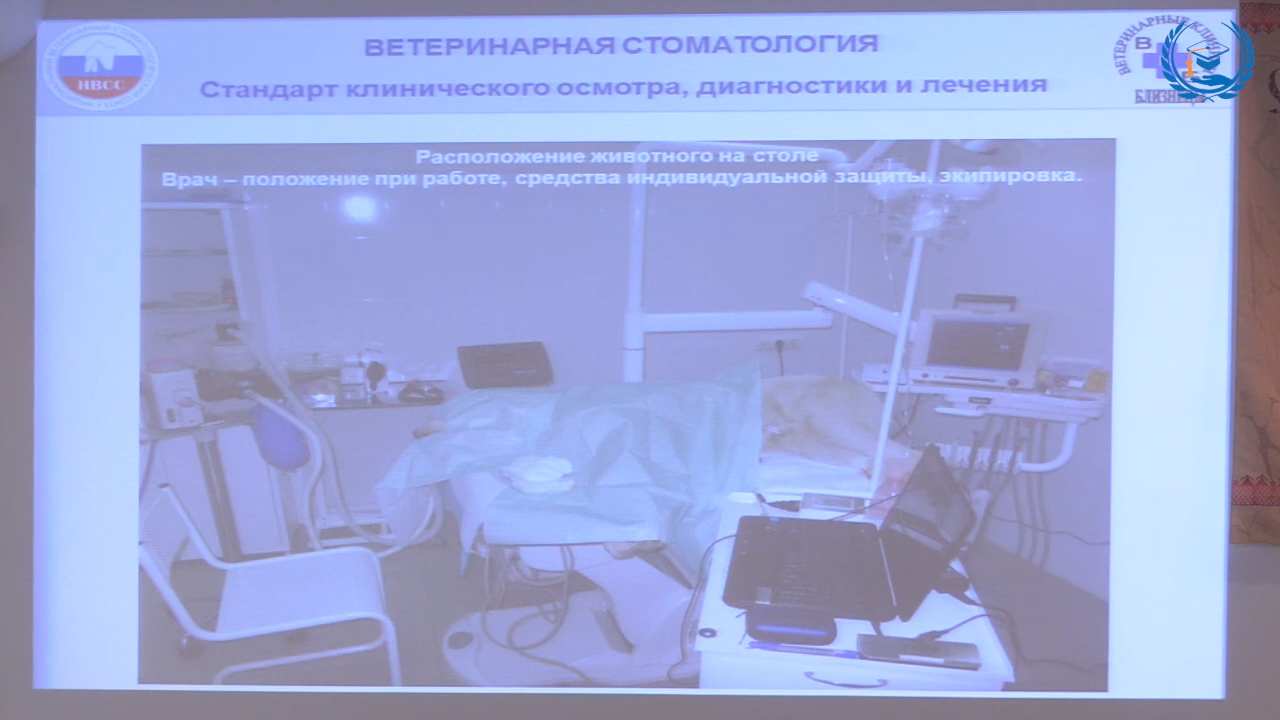 ВЕТЕРИНАРНАЯ СТОМАТОЛОГИЯ
Стандарт клинического осмотра, диагностики и лечения
НВСС
Расположение животного на столе
Врач – положение при работе, средства индивидуальной защиты, экипировка.